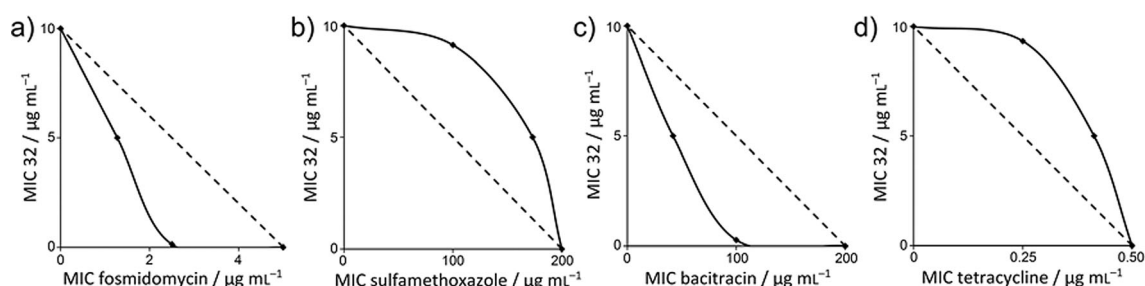 a)
10
5
0
MIC 32 / µg mL⁻¹
0
2
4
MIC fosmidomycin / µg mL⁻¹
b)
10
5
0
MIC 32 / µg mL⁻¹
0
100
200
MIC sulfamethoxazole / µg mL⁻¹
c)
10
5
0
MIC 32 / µg mL⁻¹
0
100
200
MIC bacitracin / µg mL⁻¹
d)
10
5
0
MIC 32 / µg mL⁻¹
0
0.25
0.50
MIC tetracycline / µg mL⁻¹